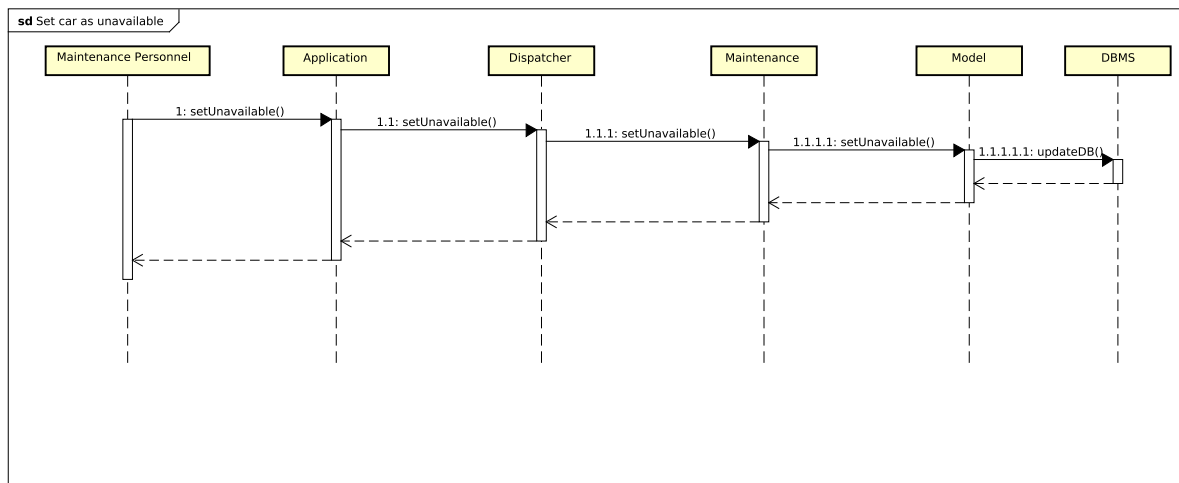 sd Set car as unavailable
Maintenance Personnel
Application
Dispatcher
Maintenance
Model
DBMS
1: setUnavailable()
1.1: setUnavailable()
1.1.1: setUnavailable()
1.1.1.1: setUnavailable()
1.1.1.1.1: updateDB()